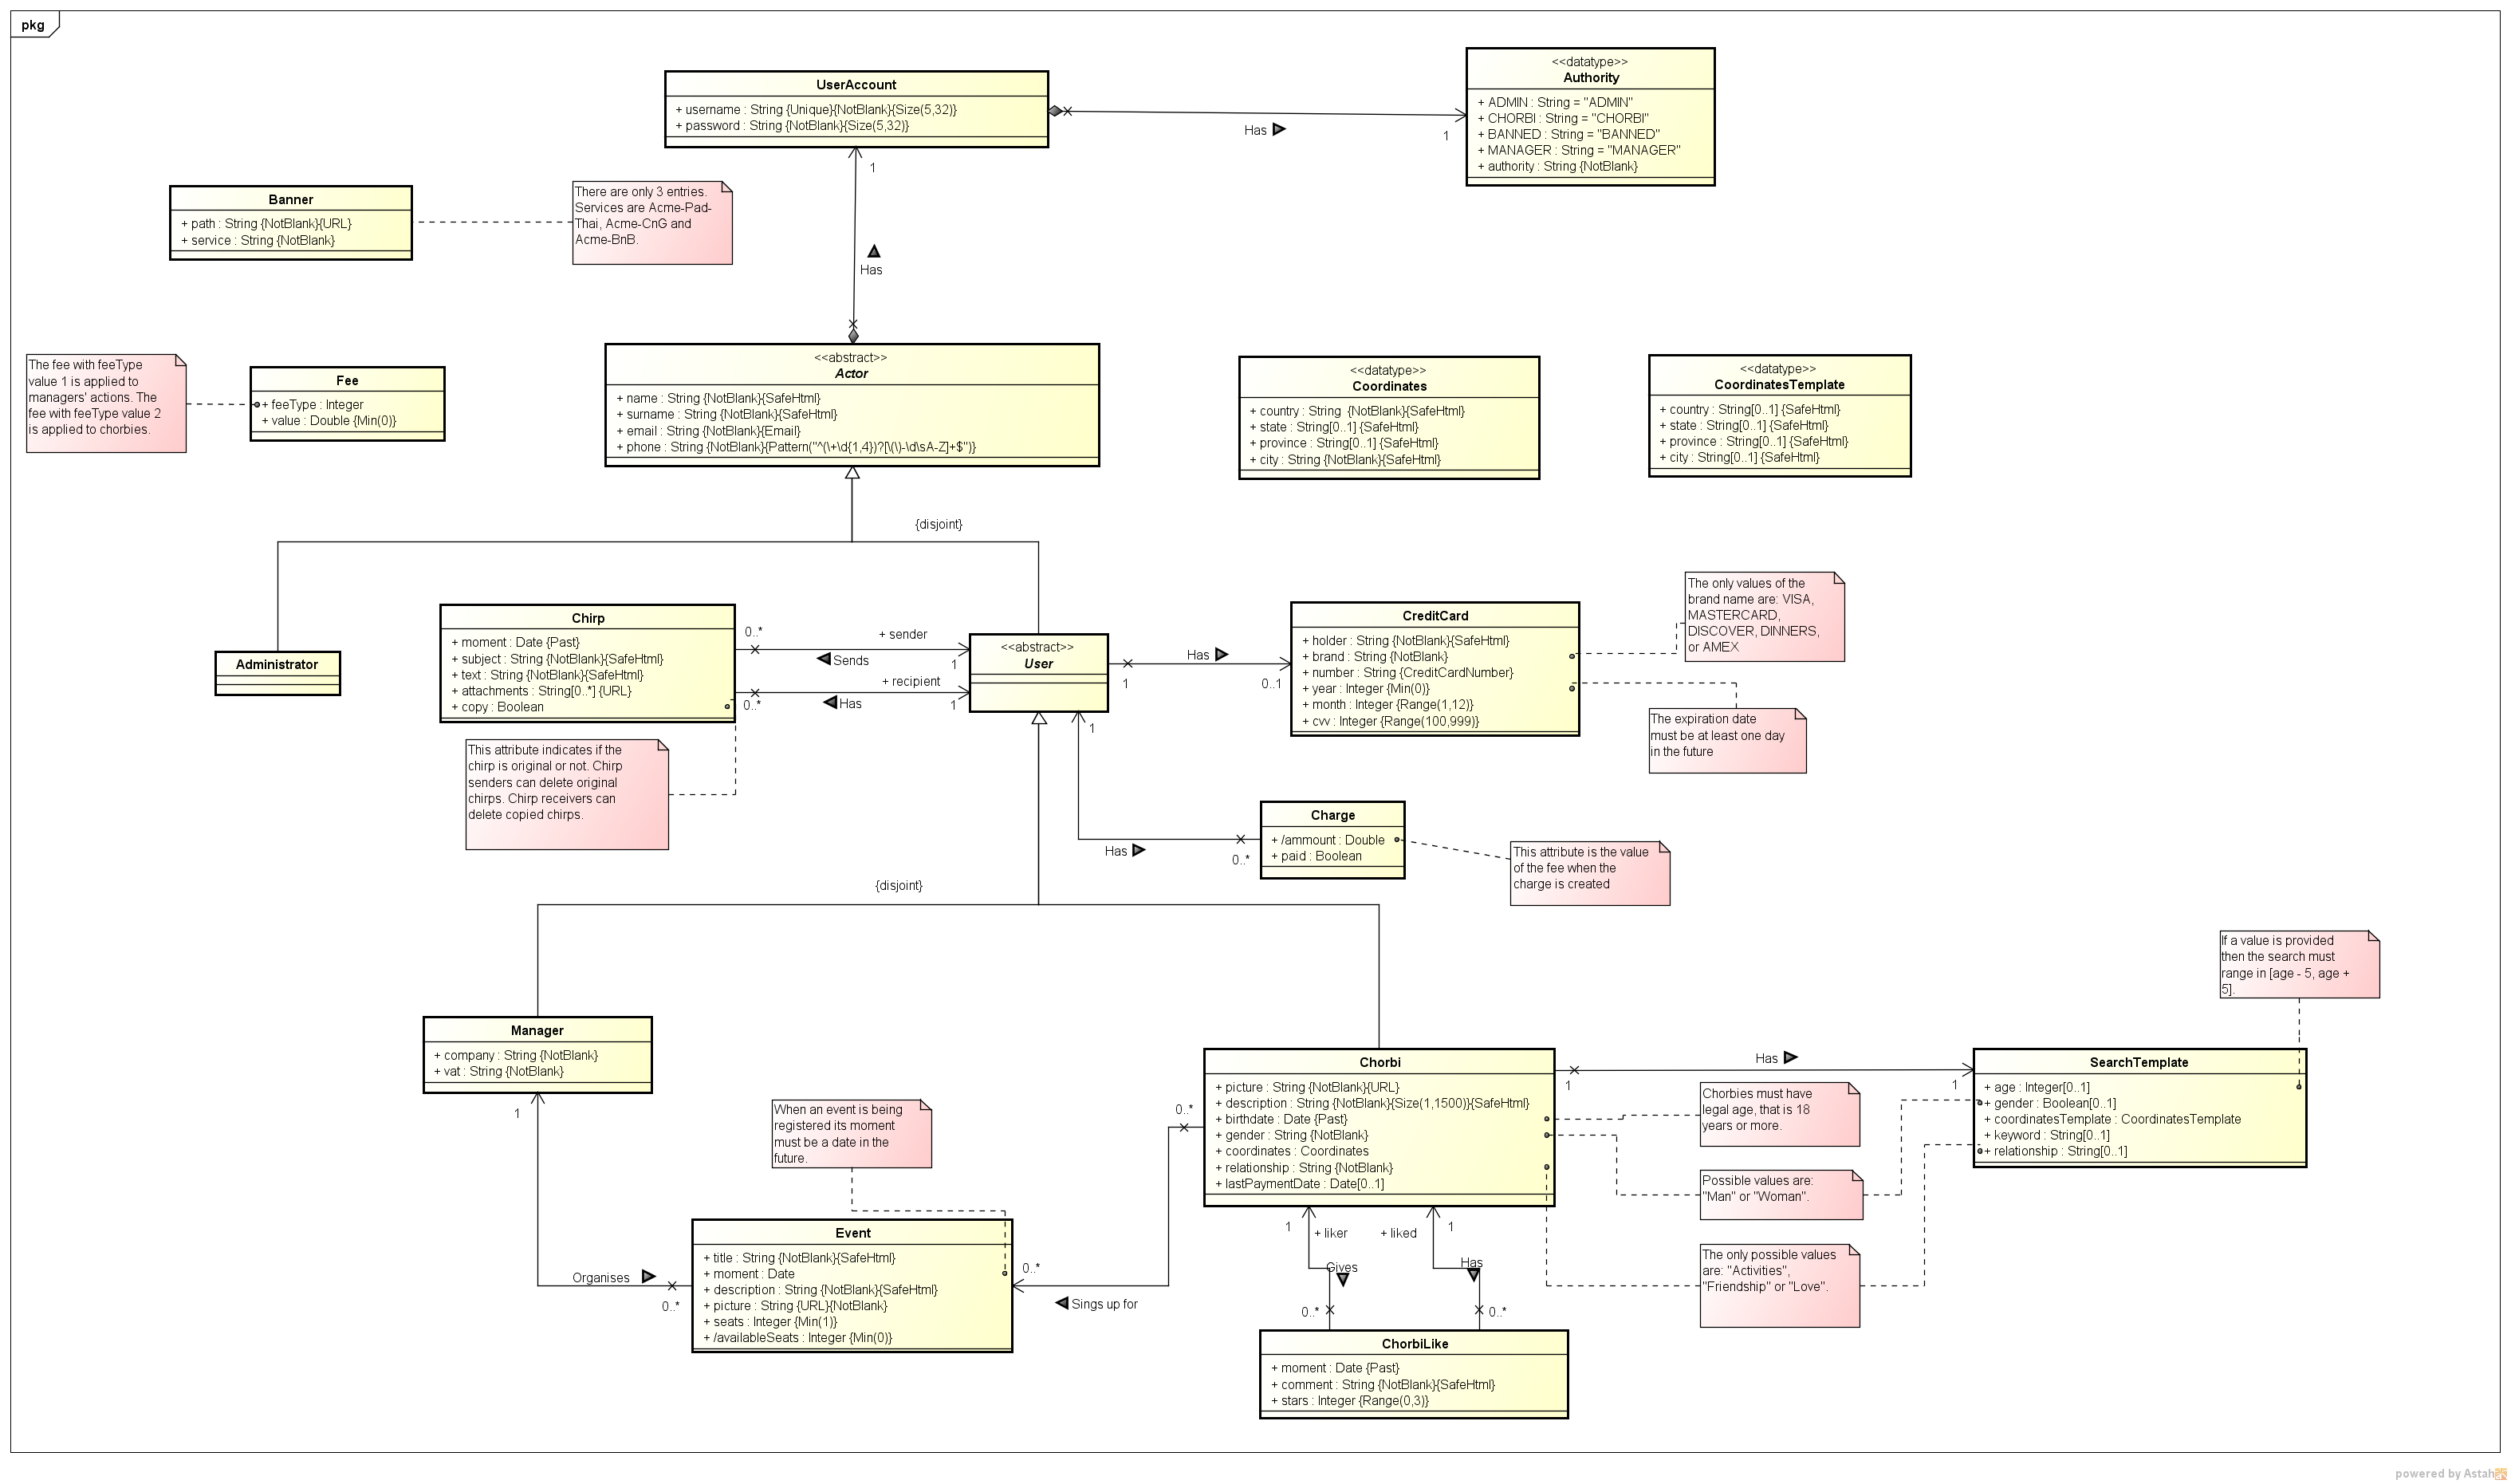 pkg
UserAccount
+ username : String {Unique}{NotBlank}{Size(5,32)}
+ password : String {NotBlank}{Size(5,32)}
Has
1
<<datatype>>
Authority
+ ADMIN : String = "ADMIN"
+ CHORBI : String = "CHORBI"
+ BANNED : String = "BANNED"
+ MANAGER : String = "MANAGER"
+ authority : String {NotBlank}
1
Has
Banner
+ path : String {NotBlank}{URL}
+ service : String {NotBlank}
There are only 3 entries.
Services are Acme-Pad-
Thai, Acme-CnG and
Acme-BnB.
The fee with feeType
value 1 is applied to
managers' actions. The
fee with feeType value 2
is applied to chorbies.
Fee
+ feeType : Integer
+ value : Double {Min(0)}
<<abstract>>
Actor
+ name : String {NotBlank}{SafeHtml}
+ surname : String {NotBlank}{SafeHtml}
+ email : String {NotBlank}{Email}
+ phone : String {NotBlank}{Pattern("^(\+\d{1,4})?[\(\)-\d\sA-Z]+$")}
<<datatype>>
Coordinates
+ country : String  {NotBlank}{SafeHtml}
+ state : String[0..1] {SafeHtml}
+ province : String[0..1] {SafeHtml}
+ city : String {NotBlank}{SafeHtml}
<<datatype>>
CoordinatesTemplate
+ country : String[0..1] {SafeHtml}
+ state : String[0..1] {SafeHtml}
+ province : String[0..1] {SafeHtml}
+ city : String[0..1] {SafeHtml}
{disjoint}
Administrator
Chirp
+ moment : Date {Past}
+ subject : String {NotBlank}{SafeHtml}
+ text : String {NotBlank}{SafeHtml}
+ attachments : String[0..*] {URL}
+ copy : Boolean
0..*
+ sender
Sends
1
+ recipient
0..*
Has
1
<<abstract>>
User
Has
1
0..1
CreditCard
+ holder : String {NotBlank}{SafeHtml}
+ brand : String {NotBlank}
+ number : String {CreditCardNumber}
+ year : Integer {Min(0)}
+ month : Integer {Range(1,12)}
+ cvv : Integer {Range(100,999)}
The only values of the
brand name are: VISA,
MASTERCARD,
DISCOVER, DINNERS,
or AMEX
The expiration date
must be at least one day
in the future
This attribute indicates if the
chirp is original or not. Chirp
senders can delete original
chirps. Chirp receivers can
delete copied chirps.
1
Has
0..*
Charge
+ /ammount : Double
+ paid : Boolean
This attribute is the value
of the fee when the
charge is created
{disjoint}
If a value is provided
then the search must
range in [age - 5, age +
5].
Manager
+ company : String {NotBlank}
+ vat : String {NotBlank}
1
Organises
0..*
When an event is being
registered its moment
must be a date in the
future.
Event
+ title : String {NotBlank}{SafeHtml}
+ moment : Date
+ description : String {NotBlank}{SafeHtml}
+ picture : String {URL}{NotBlank}
+ seats : Integer {Min(1)}
+ /availableSeats : Integer {Min(0)}
0..*
Sings up for
0..*
Chorbi
+ picture : String {NotBlank}{URL}
+ description : String {NotBlank}{Size(1,1500)}{SafeHtml}
+ birthdate : Date {Past}
+ gender : String {NotBlank}
+ coordinates : Coordinates
+ relationship : String {NotBlank}
+ lastPaymentDate : Date[0..1]
Has
1
1
SearchTemplate
+ age : Integer[0..1]
+ gender : Boolean[0..1]
+ coordinatesTemplate : CoordinatesTemplate
+ keyword : String[0..1]
+ relationship : String[0..1]
Chorbies must have
legal age, that is 18
years or more.
Possible values are:
"Man" or "Woman".
The only possible values
are: "Activities",
"Friendship" or "Love".
1
+ liker
+ liked
1
Gives
Has
0..*
0..*
ChorbiLike
+ moment : Date {Past}
+ comment : String {NotBlank}{SafeHtml}
+ stars : Integer {Range(0,3)}
powered by Astah